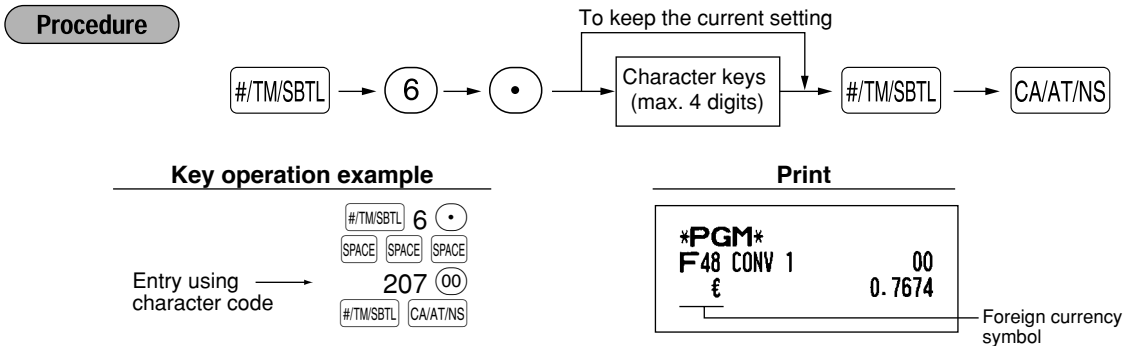 Procedure
To keep the current setting
#/TM/SBTL 6 • Character keys (max. 4 digits) #/TM/SBTL CA/AT/NS
Key operation example
#/TM/SBTL 6 •
SPACE SPACE SPACE
Entry using character code
207 00
#/TM/SBTL CA/AT/NS
Print
*PGM*
F48 CONV 1 00
€ 0.7674
Foreign currency
symbol